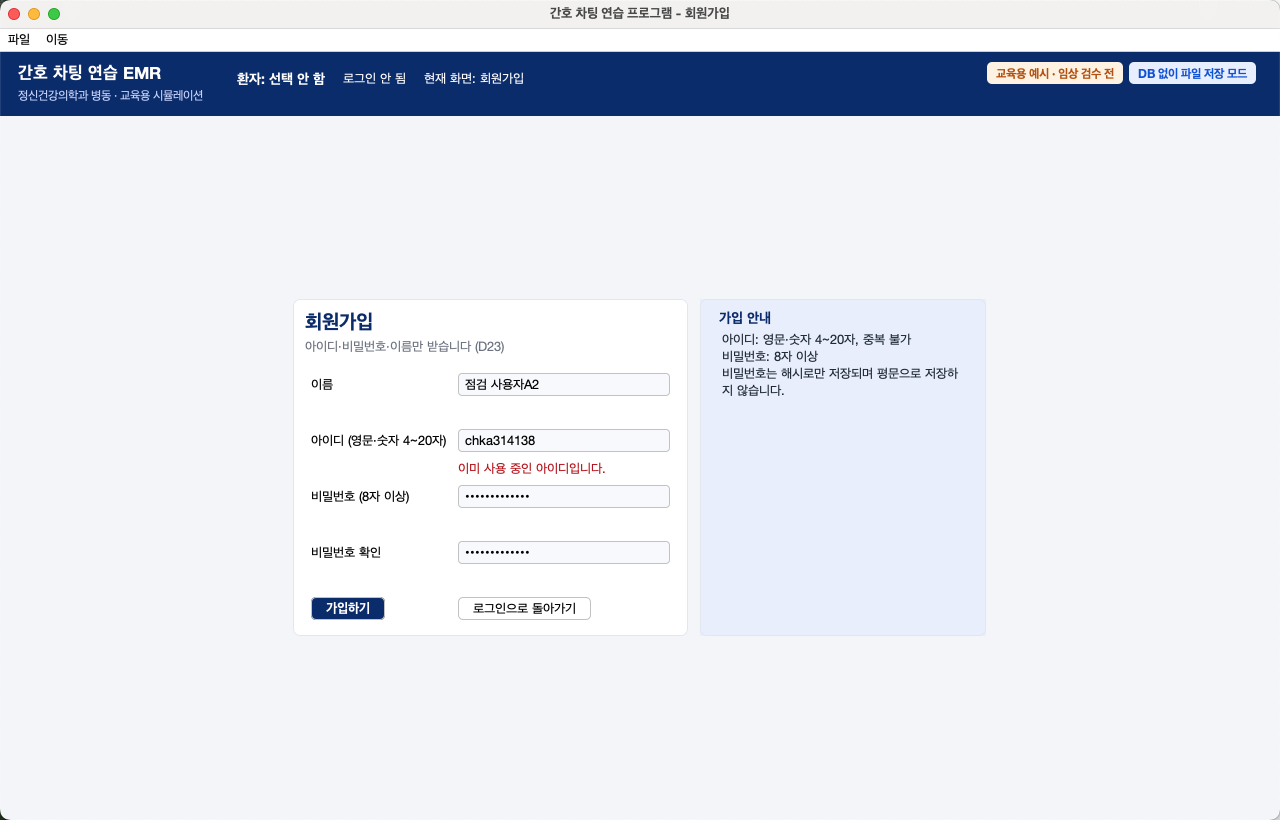 간호 차팅 연습 프로그램 - 회원가입
파일 이동
간호 차팅 연습 EMR
정신건강의학과 병동 · 교육용 시뮬레이션
환자: 선택 안 함 로그인 안 됨 현재 화면: 회원가입
교육용 예시 · 임상 검수 전 DB 없이 파일 저장 모드
회원가입
아이디·비밀번호·이름만 받습니다 (D23)
이름 점검 사용자A2
아이디 (영문·숫자 4~20자) chka314138
이미 사용 중인 아이디입니다.
비밀번호 (8자 이상) •••••••••••••
비밀번호 확인 •••••••••••••
가입하기 로그인으로 돌아가기
가입 안내
아이디: 영문·숫자 4~20자, 중복 불가
비밀번호: 8자 이상
비밀번호는 해시로만 저장되며 평문으로 저장하
지 않습니다.